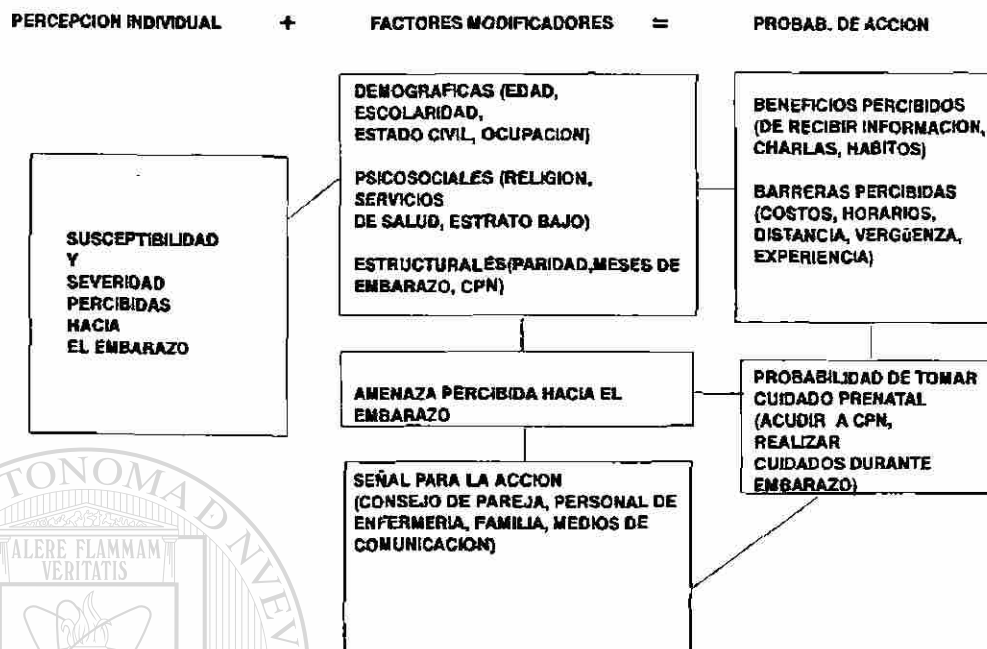 PERCEPCION INDIVIDUAL + FACTORES MODIFICADORES = PROBAB. DE ACCION
SUSCEPTIBILIDAD
Y
SEVERIDAD
PERCIBIDAS
HACIA
EL EMBARAZO
DEMOGRAFICAS (EDAD,
ESCOLARIDAD,
ESTADO CIVIL, OCUPACION)
PSICOSOCIALES (RELIGION,
SERVICIOS
DE SALUD, ESTRATO BAJO)
ESTRUCTURALES(PARIDAD,MESES DE
EMBARAZO, CPN)
AMENAZA PERCIBIDA HACIA EL
EMBARAZO
SEÑAL PARA LA ACCION
(CONSEJO DE PAREJA, PERSONAL DE
ENFERMERIA, FAMILIA, MEDIOS DE
COMUNICACION)
BENEFICIOS PERCIBIDOS
(DE RECIBIR INFORMACION,
CHARLAS, HABITOS)
BARRERAS PERCIBIDAS
(COSTOS, HORARIOS,
DISTANCIA, VERGüENZA,
EXPERIENCIA)
PROBABILIDAD DE TOMAR
CUIDADO PRENATAL
(ACUDIR A CPN,
REALIZAR
CUIDADOS DURANTE
EMBARAZO)
TONOMA D NUEV
ALERE FLAMMAM
VERITATIS